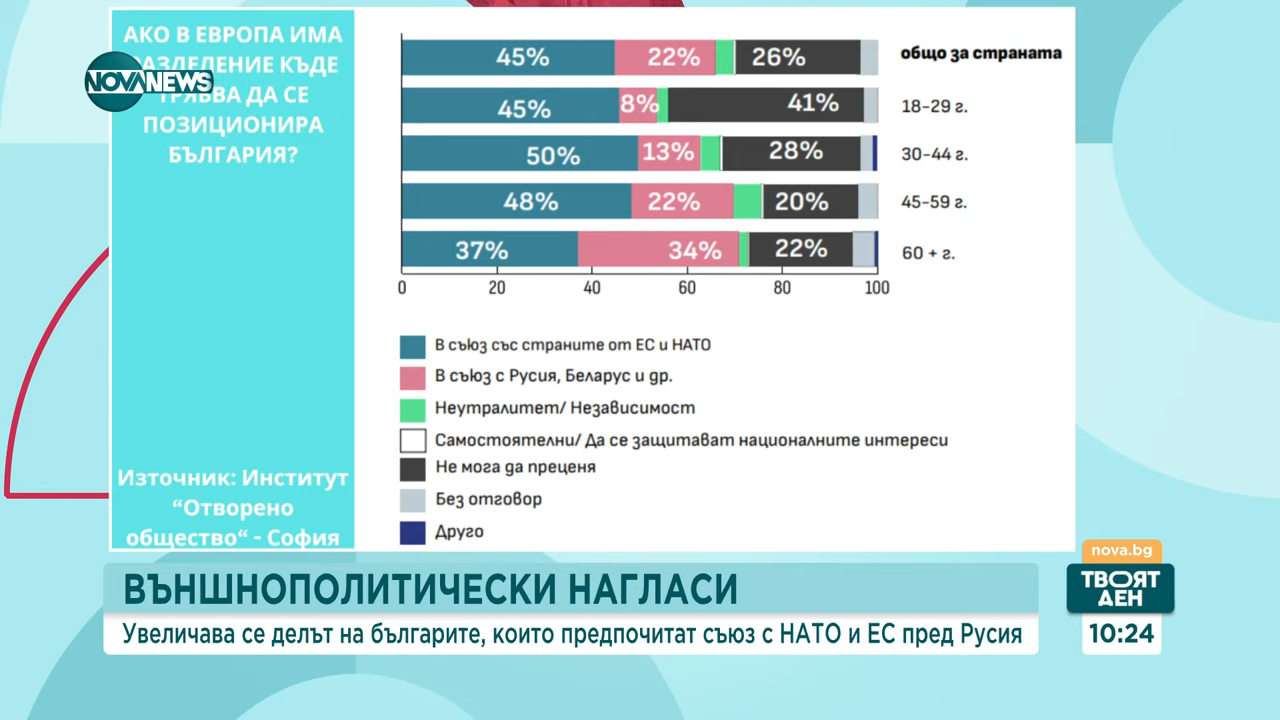 АКО В ЕВРОПА ИМА
РАЗДЕЛЕНИЕ КЪДЕ
ТРЯБВА ДА СЕ
ПОЗИЦИОНИРА
БЪЛГАРИЯ?
NOVANEWS
45% 22% 26% общо за страната
45% 8% 41% 18-29 г.
50% 13% 28% 30-44 г.
48% 22% 20% 45-59 г.
37% 34% 22% 60 + г.
0 20 40 60 80 100
В съюз със страните от ЕС и НАТО
В съюз с Русия, Беларус и др.
Неутралитет/ Независимост
Самостоятелни/ Да се защитават националните интереси
Не мога да преценя
Без отговор
Друго
Източник: Институт
“Отворено
общество“ - София
ВЪНШНОПОЛИТИЧЕСКИ НАГЛАСИ
Увеличава се делът на българите, които предпочитат съюз с НАТО и ЕС пред Русия
nova.bg
ТВОЯТ
ДЕН
10:24